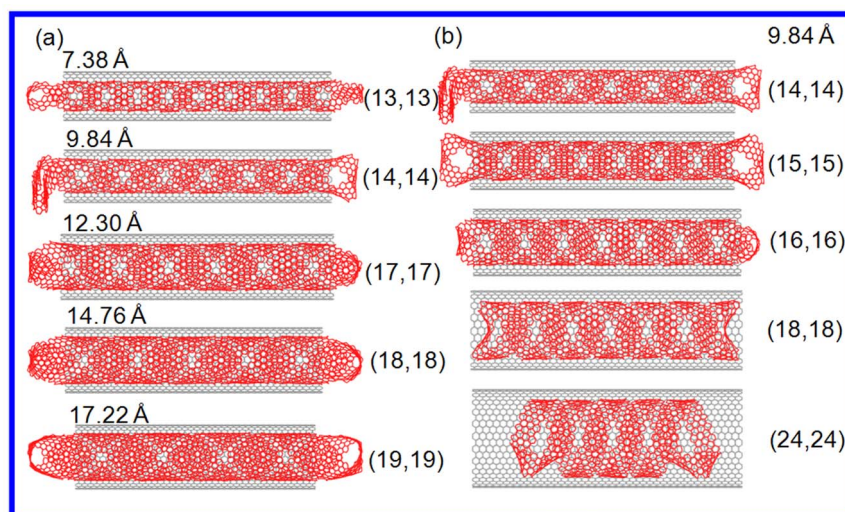 (a)
7.38 Å
(13,13)
9.84 Å
(14,14)
12.30 Å
(17,17)
14.76 Å
(18,18)
17.22 Å
(19,19)
(b)
9.84 Å
(14,14)
(15,15)
(16,16)
(18,18)
(24,24)